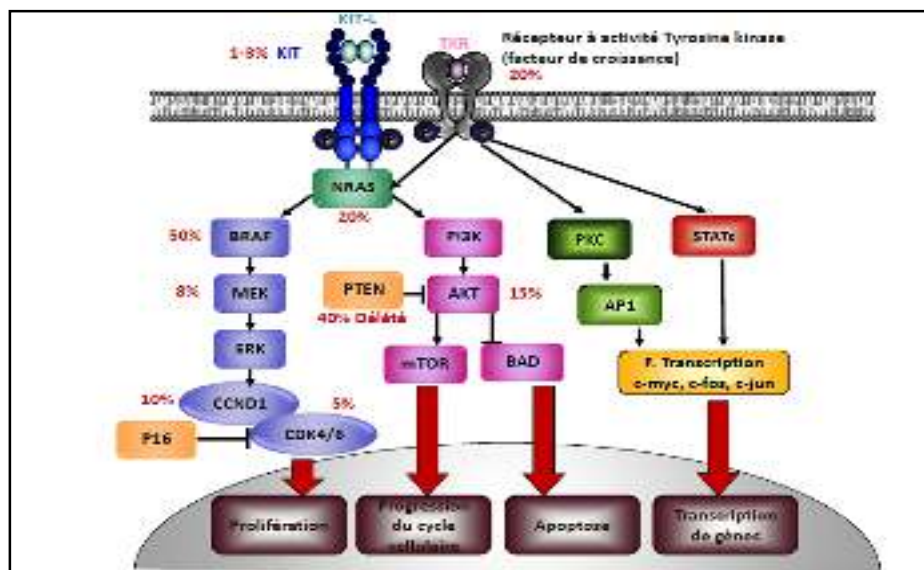 KIT-L
1-3% KIT
TKR
Récepteur à activité Tyrosine kinase
(facteur de croissance)
20%
NRAS
20%
50% BRAF
PI3K
PKC
STATs
8% MEK
PTEN
40% Délété
AKT
15%
AP1
ERK
mTOR
BAD
F. Transcription
c-myc, c-fos, c-jun
10%
CCND1
5%
P16
CDK4/6
Prolifération
Progression
du cycle
cellulaire
Apoptose
Transcription
de gènes